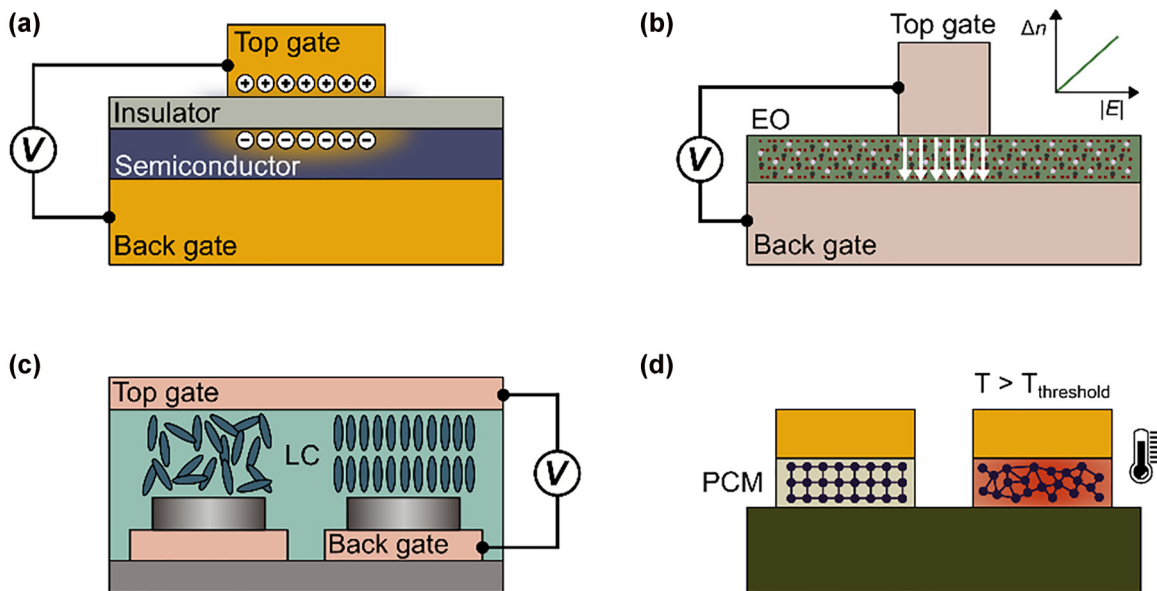 (a)
Top gate
+ + + + + + +
Insulator
− − − − − − −
V
Semiconductor
Back gate
(b)
Top gate
Δn
|E|
EO
V
Back gate
(c)
Top gate
LC
V
Back gate
(d)
T > Tthreshold
PCM